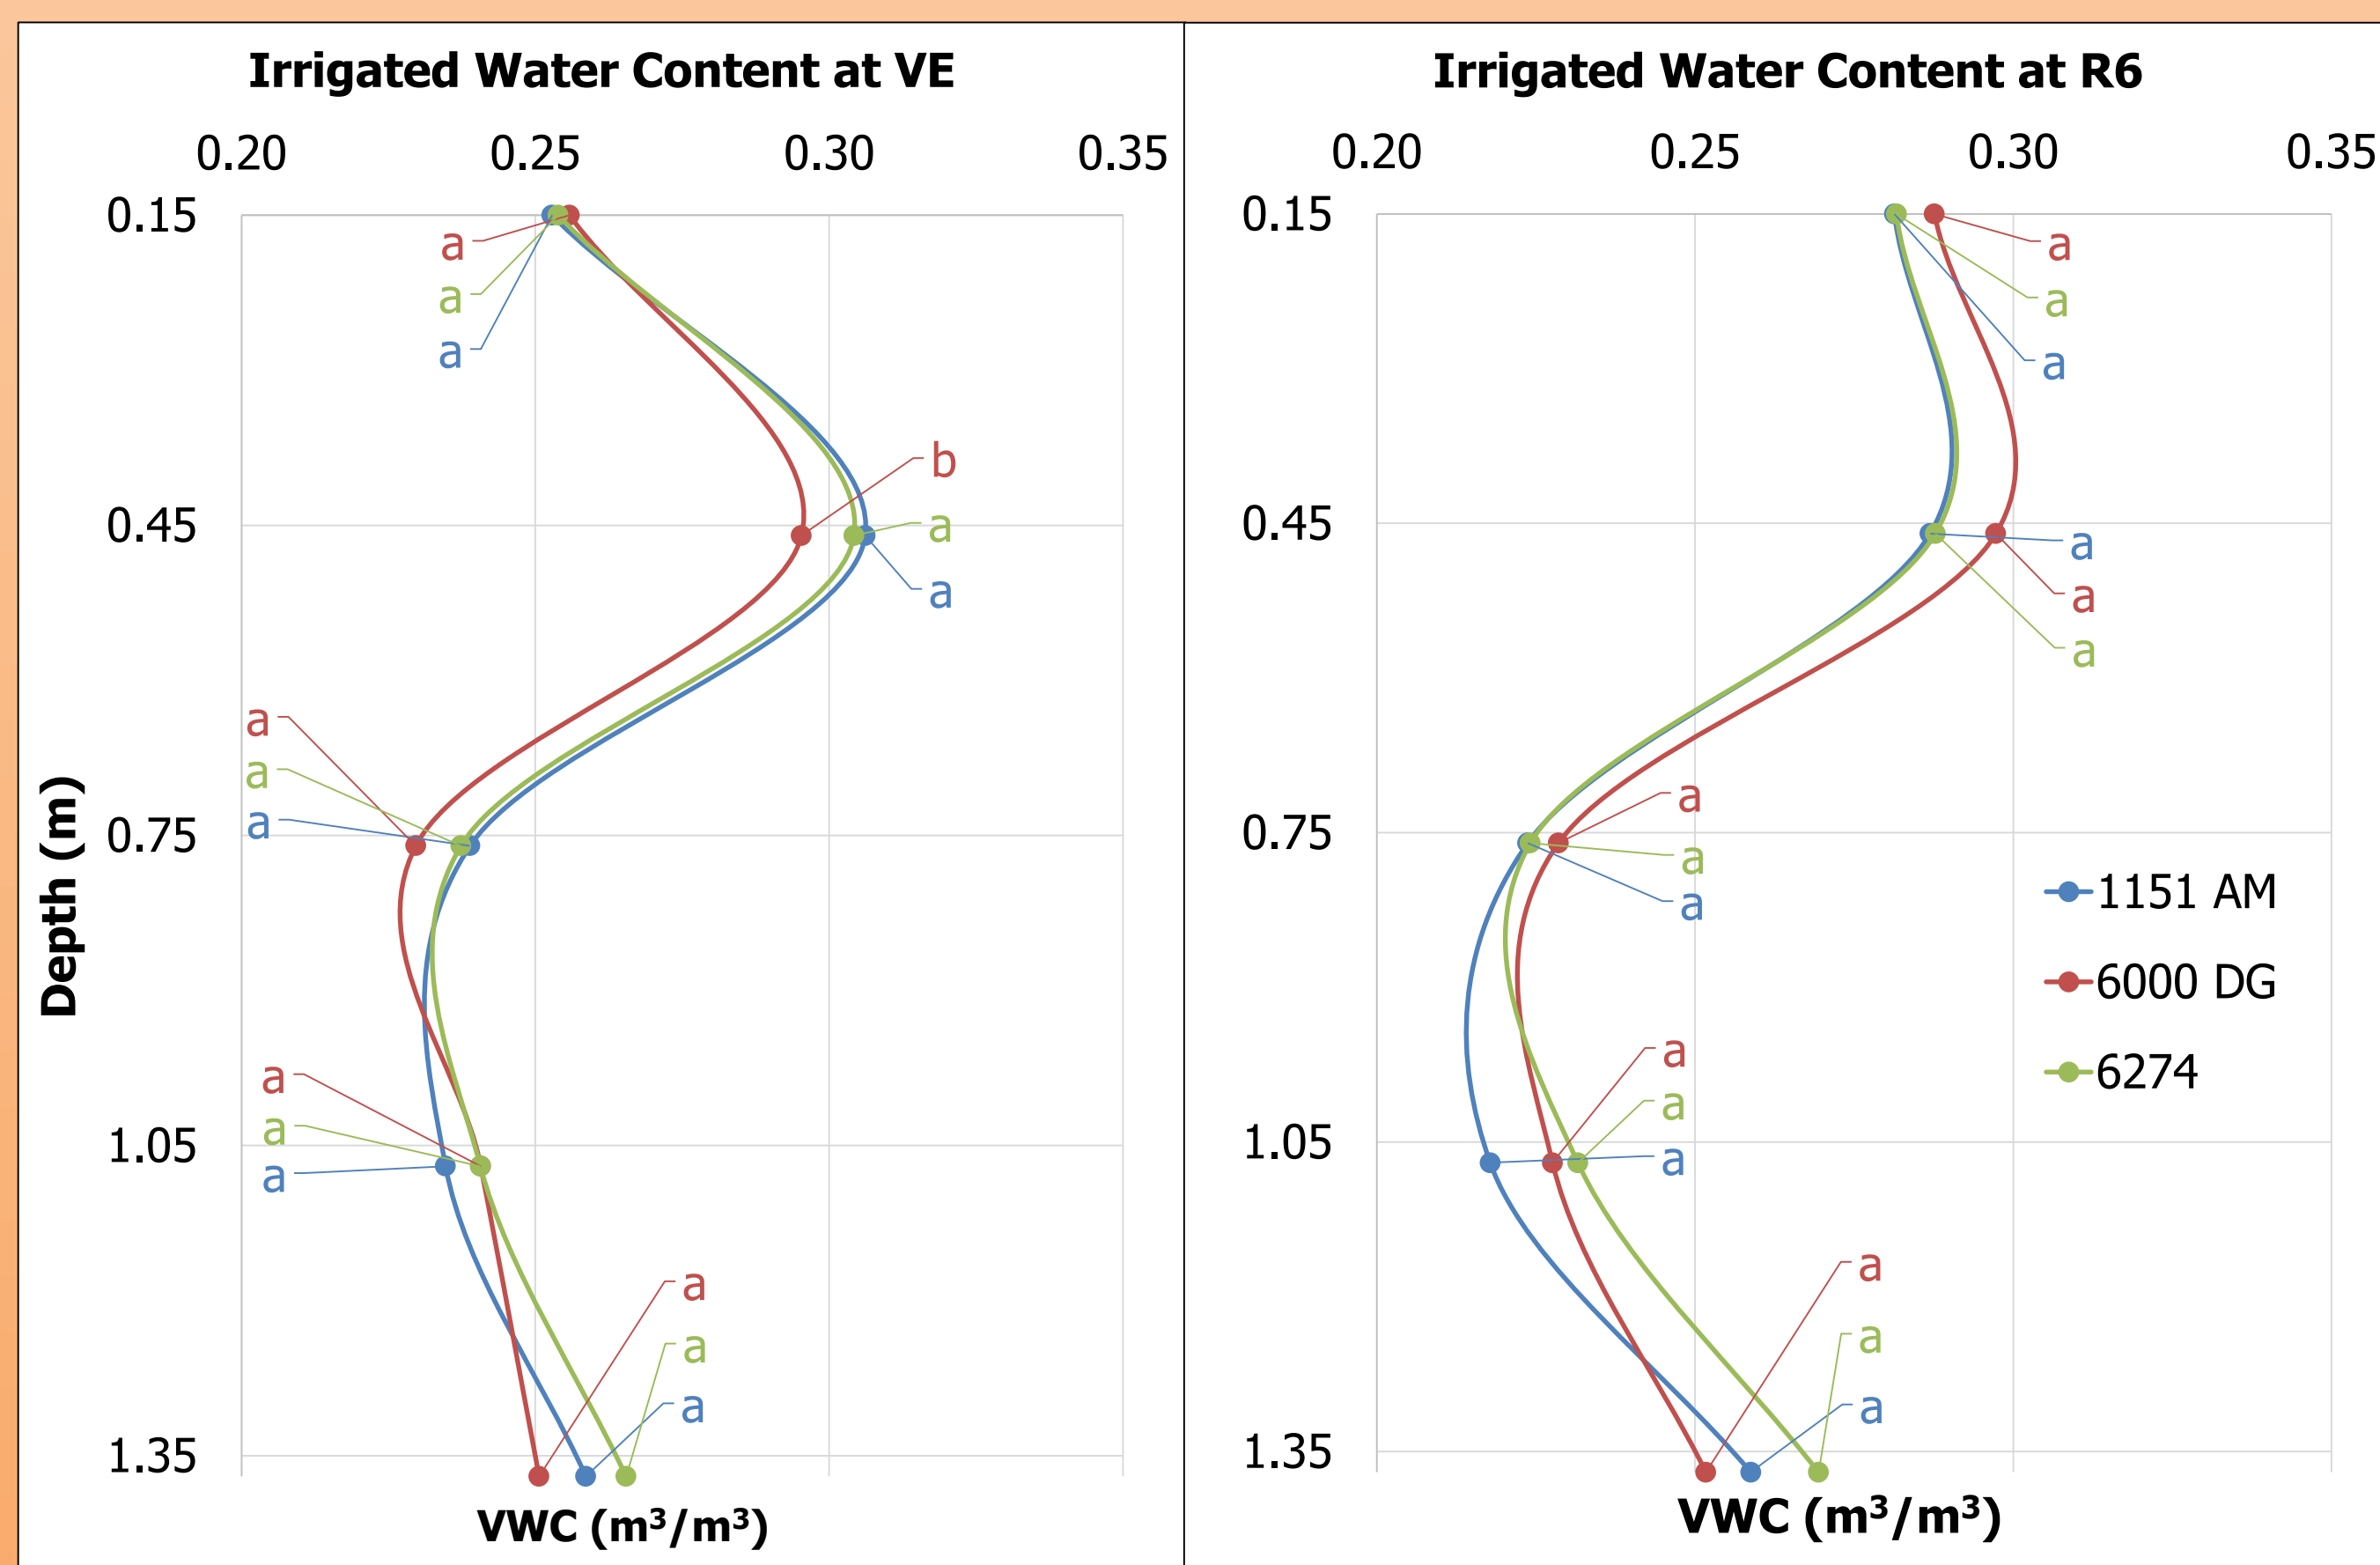 Irrigated Water Content at VE
0.20 0.25 0.30 0.35
0.15
a
a
a
b
0.45
a
a
a
a
a
0.75
Depth (m)
a
1.05
a
a
a
a
a
1.35
VWC (m³/m³)
Irrigated Water Content at R6
0.20 0.25 0.30 0.35
0.15
a
a
a
0.45
a
a
a
a
0.75
a
a
1151 AM
6000 DG
6274
a
a
1.05
a
a
a
a
1.35
VWC (m³/m³)